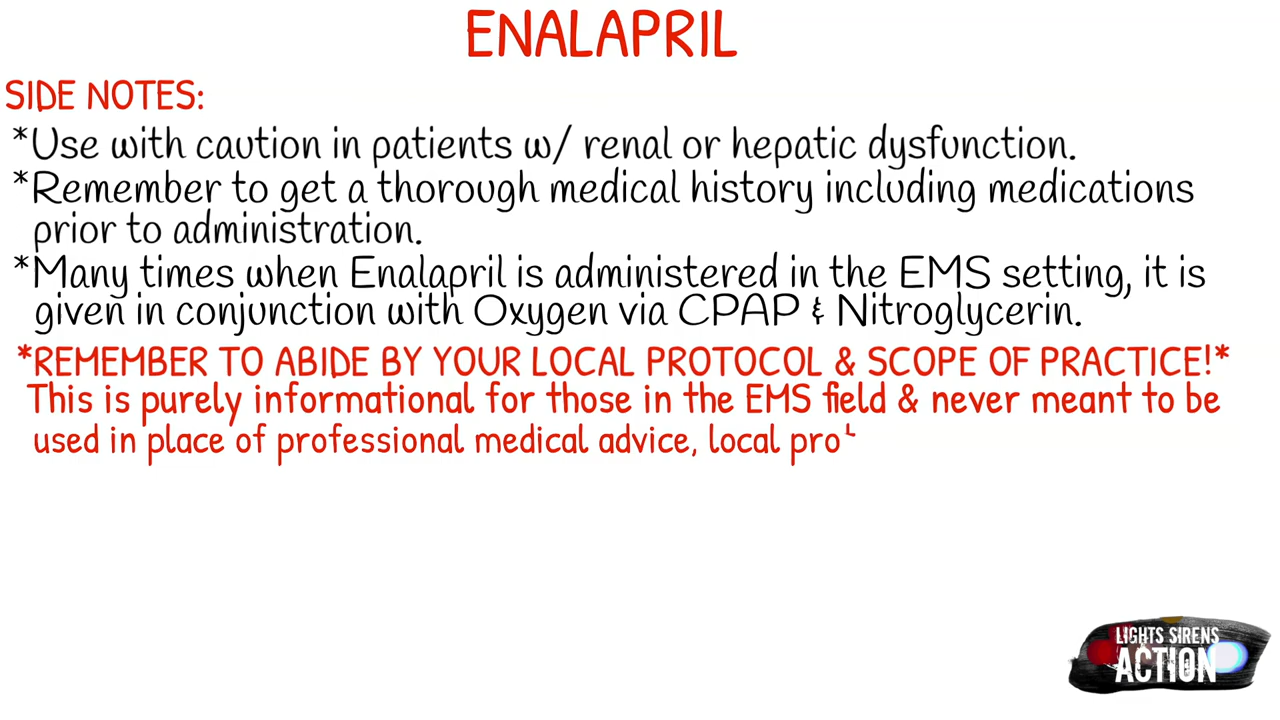 ENALAPRIL
SIDE NOTES:
*Use with caution in patients w/ renal or hepatic dysfunction.
*Remember to get a thorough medical history including medications
prior to administration.
*Many times when Enalapril is administered in the EMS setting, it is
given in conjunction with Oxygen via CPAP & Nitroglycerin.
*REMEMBER TO ABIDE BY YOUR LOCAL PROTOCOL & SCOPE OF PRACTICE!*
This is purely informational for those in the EMS field & never meant to be
used in place of professional medical advice, local pro
LIGHTS SIRENS
ACTION